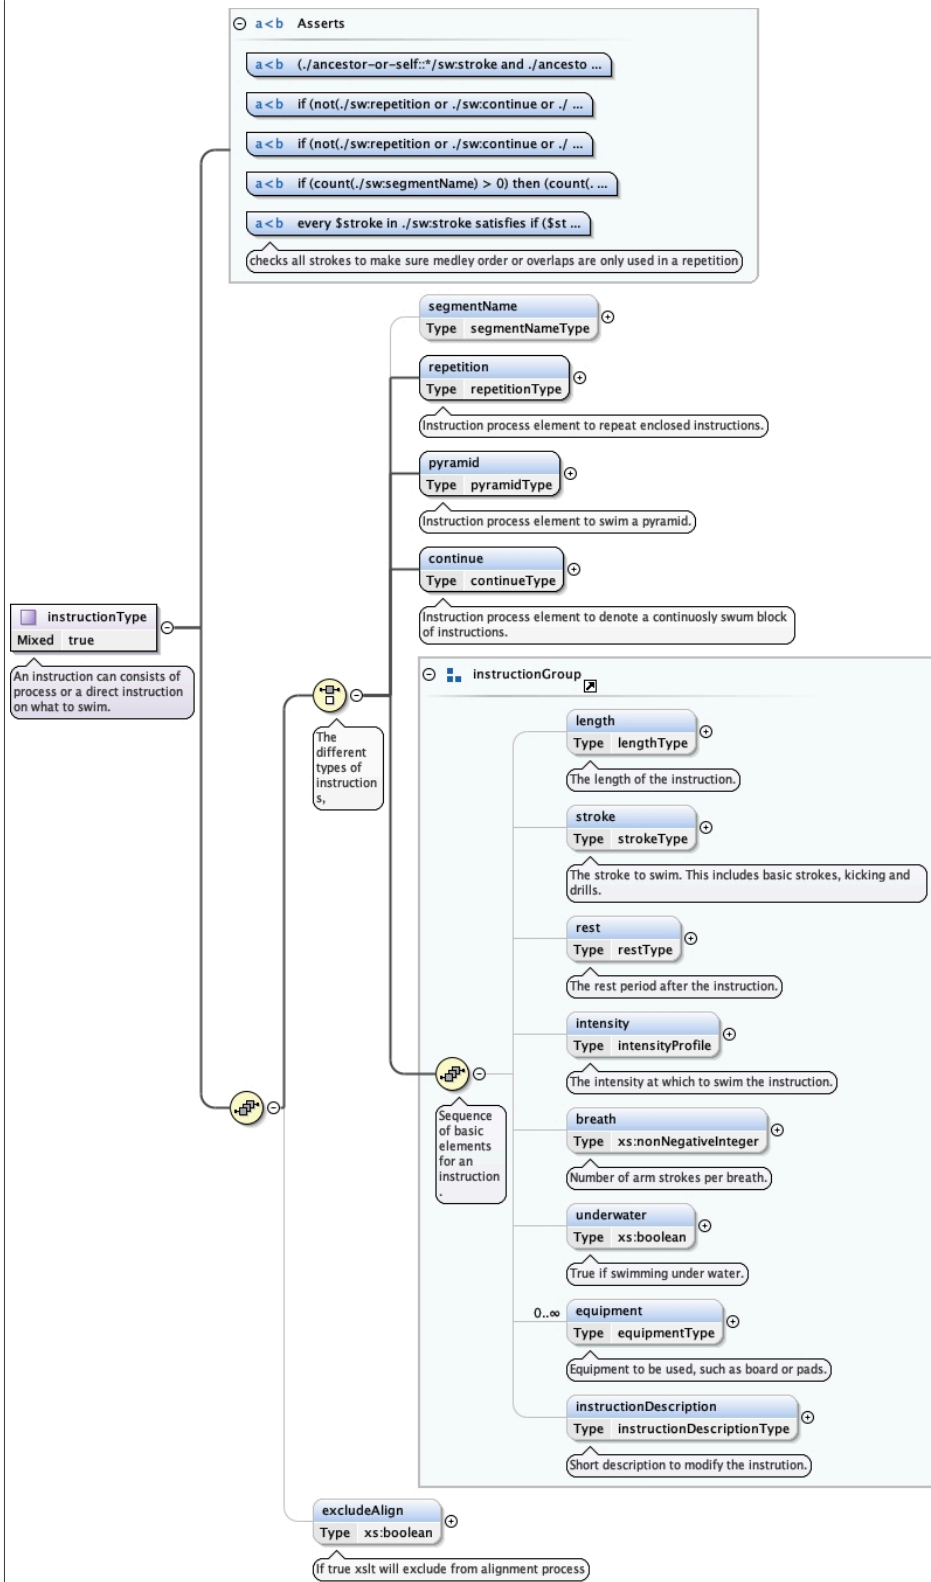 a<b Asserts
a<b (./ancestor-or-self::*/sw:stroke and ./ancesto ...
a<b if (not(./sw:repetition or ./sw:continue or ./ ...
a<b if (not(./sw:repetition or ./sw:continue or ./ ...
a<b if (count(./sw:segmentName) > 0) then (count(. ...
a<b every $stroke in ./sw:stroke satisfies if ($st ...
checks all strokes to make sure medley order or overlaps are only used in a repetition
segmentName
Type segmentNameType
repetition
Type repetitionType
Instruction process element to repeat enclosed instructions.
pyramid
Type pyramidType
Instruction process element to swim a pyramid.
continue
Type continueType
Instruction process element to denote a continuosly swum block
of instructions.
instructionType
Mixed true
An instruction can consists of
process or a direct instruction
on what to swim.
The
different
types of
instruction
s,
instructionGroup
length
Type lengthType
The length of the instruction.
stroke
Type strokeType
The stroke to swim. This includes basic strokes, kicking and
drills.
rest
Type restType
The rest period after the instruction.
intensity
Type intensityProfile
The intensity at which to swim the instruction.
Sequence
of basic
elements
for an
instruction
.
breath
Type xs:nonNegativeInteger
Number of arm strokes per breath.
underwater
Type xs:boolean
True if swimming under water.
0..∞
equipment
Type equipmentType
Equipment to be used, such as board or pads.
instructionDescription
Type instructionDescriptionType
Short description to modify the instrution.
excludeAlign
Type xs:boolean
If true xslt will exclude from alignment process